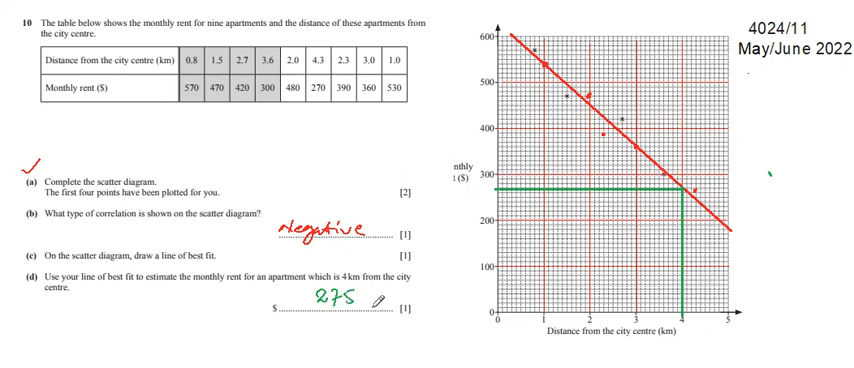 10 The table below shows the monthly rent for nine apartments and the distance of these apartments from
the city centre.
Distance from the city centre (km) 0.8 1.5 2.7 3.6 2.0 4.3 2.3 3.0 1.0
Monthly rent ($) 570 470 420 300 480 270 390 360 530
(a) Complete the scatter diagram.
The first four points have been plotted for you. [2]
(b) What type of correlation is shown on the scatter diagram?
Negative [1]
(c) On the scatter diagram, draw a line of best fit. [1]
(d) Use your line of best fit to estimate the monthly rent for an apartment which is 4 km from the city
centre.
$ 275 [1]
600
500
400
nthly
300
t ($)
200
100
0
0 1 2 3 4 5
Distance from the city centre (km)
4024/11
May/June 2022